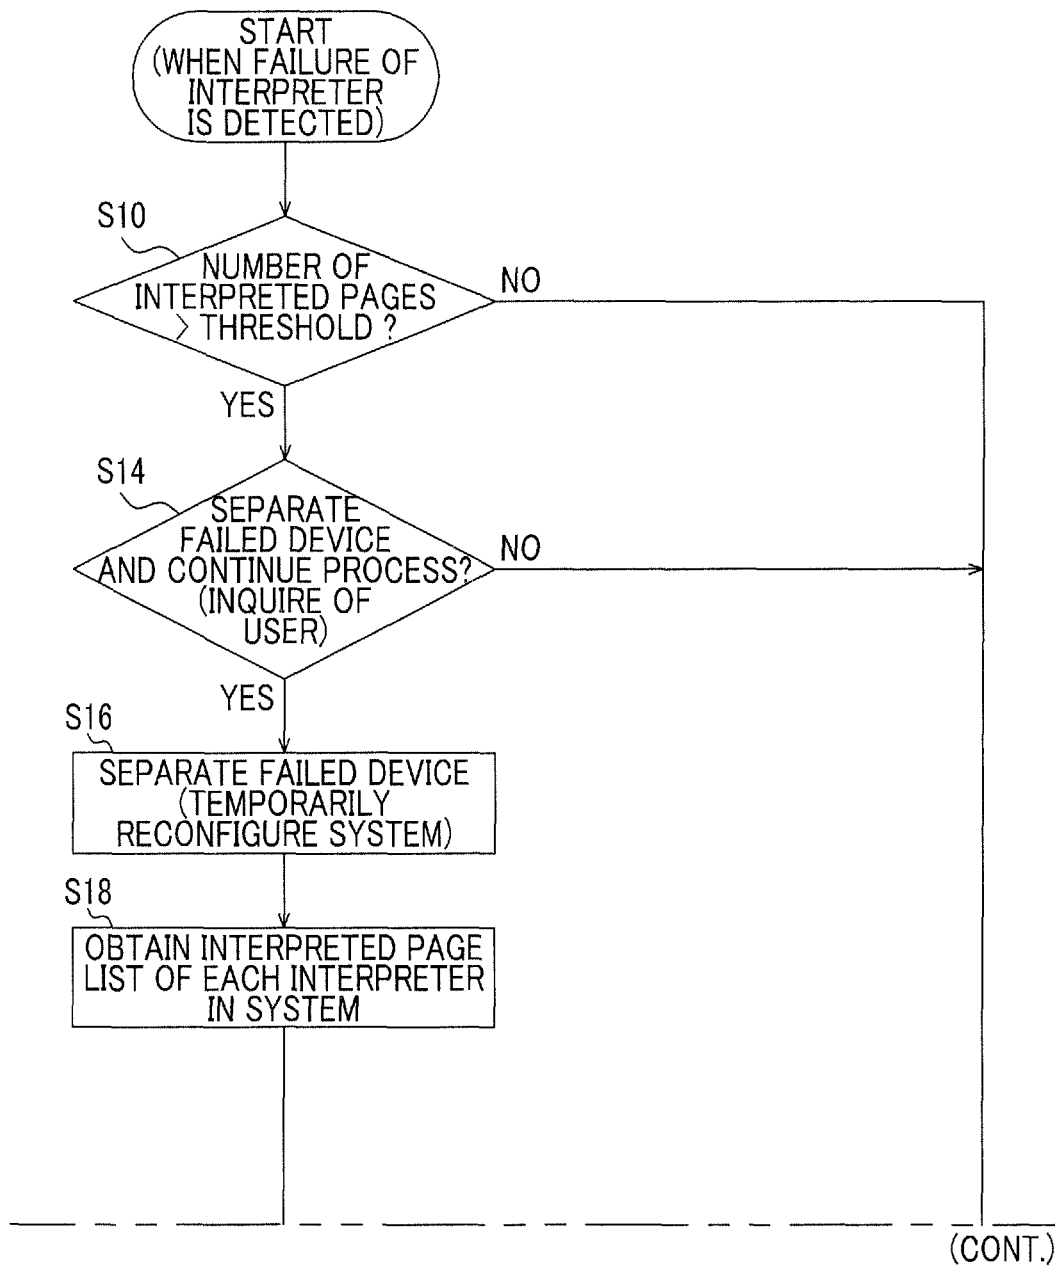 START
(WHEN FAILURE OF
INTERPRETER
IS DETECTED)
S10
NUMBER OF
INTERPRETED PAGES
> THRESHOLD ?
NO
YES
S14
SEPARATE
FAILED DEVICE
AND CONTINUE PROCESS?
(INQUIRE OF
USER)
NO
YES
S16
SEPARATE FAILED DEVICE
(TEMPORARILY
RECONFIGURE SYSTEM)
S18
OBTAIN INTERPRETED PAGE
LIST OF EACH INTERPRETER
IN SYSTEM
(CONT.)